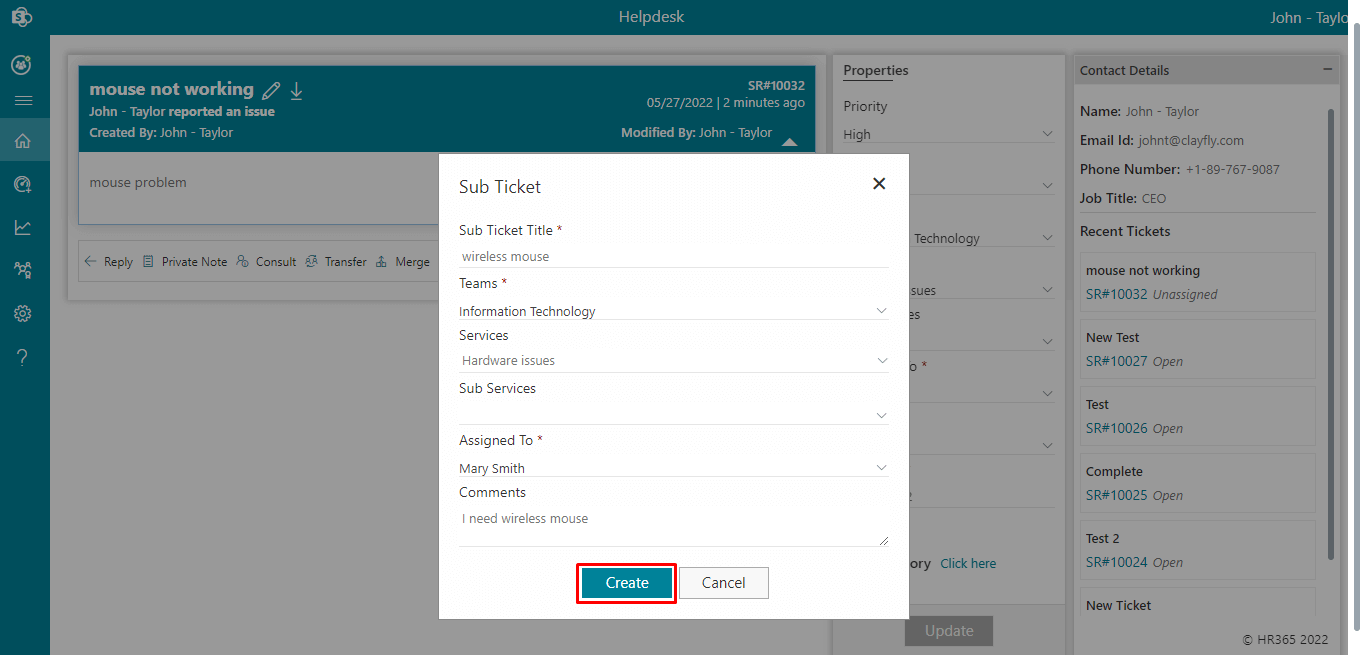 Helpdesk
John - Taylo
mouse not working
SR#10032
John - Taylor reported an issue
05/27/2022 | 2 minutes ago
Created By: John - Taylor
Modified By: John - Taylor
mouse problem
Reply Private Note Consult Transfer Merge
Sub Ticket
Sub Ticket Title *
wireless mouse
Teams *
Information Technology
Services
Hardware issues
Sub Services
Assigned To *
Mary Smith
Comments
I need wireless mouse
Create
Cancel
Properties
Priority
High
Technology
sues
es
o *
ory Click here
Update
Contact Details
Name: John - Taylor
Email Id: johnt@clayfly.com
Phone Number: +1-89-767-9087
Job Title: CEO
Recent Tickets
mouse not working
SR#10032 Unassigned
New Test
SR#10027 Open
Test
SR#10026 Open
Complete
SR#10025 Open
Test 2
SR#10024 Open
New Ticket
© HR365 2022